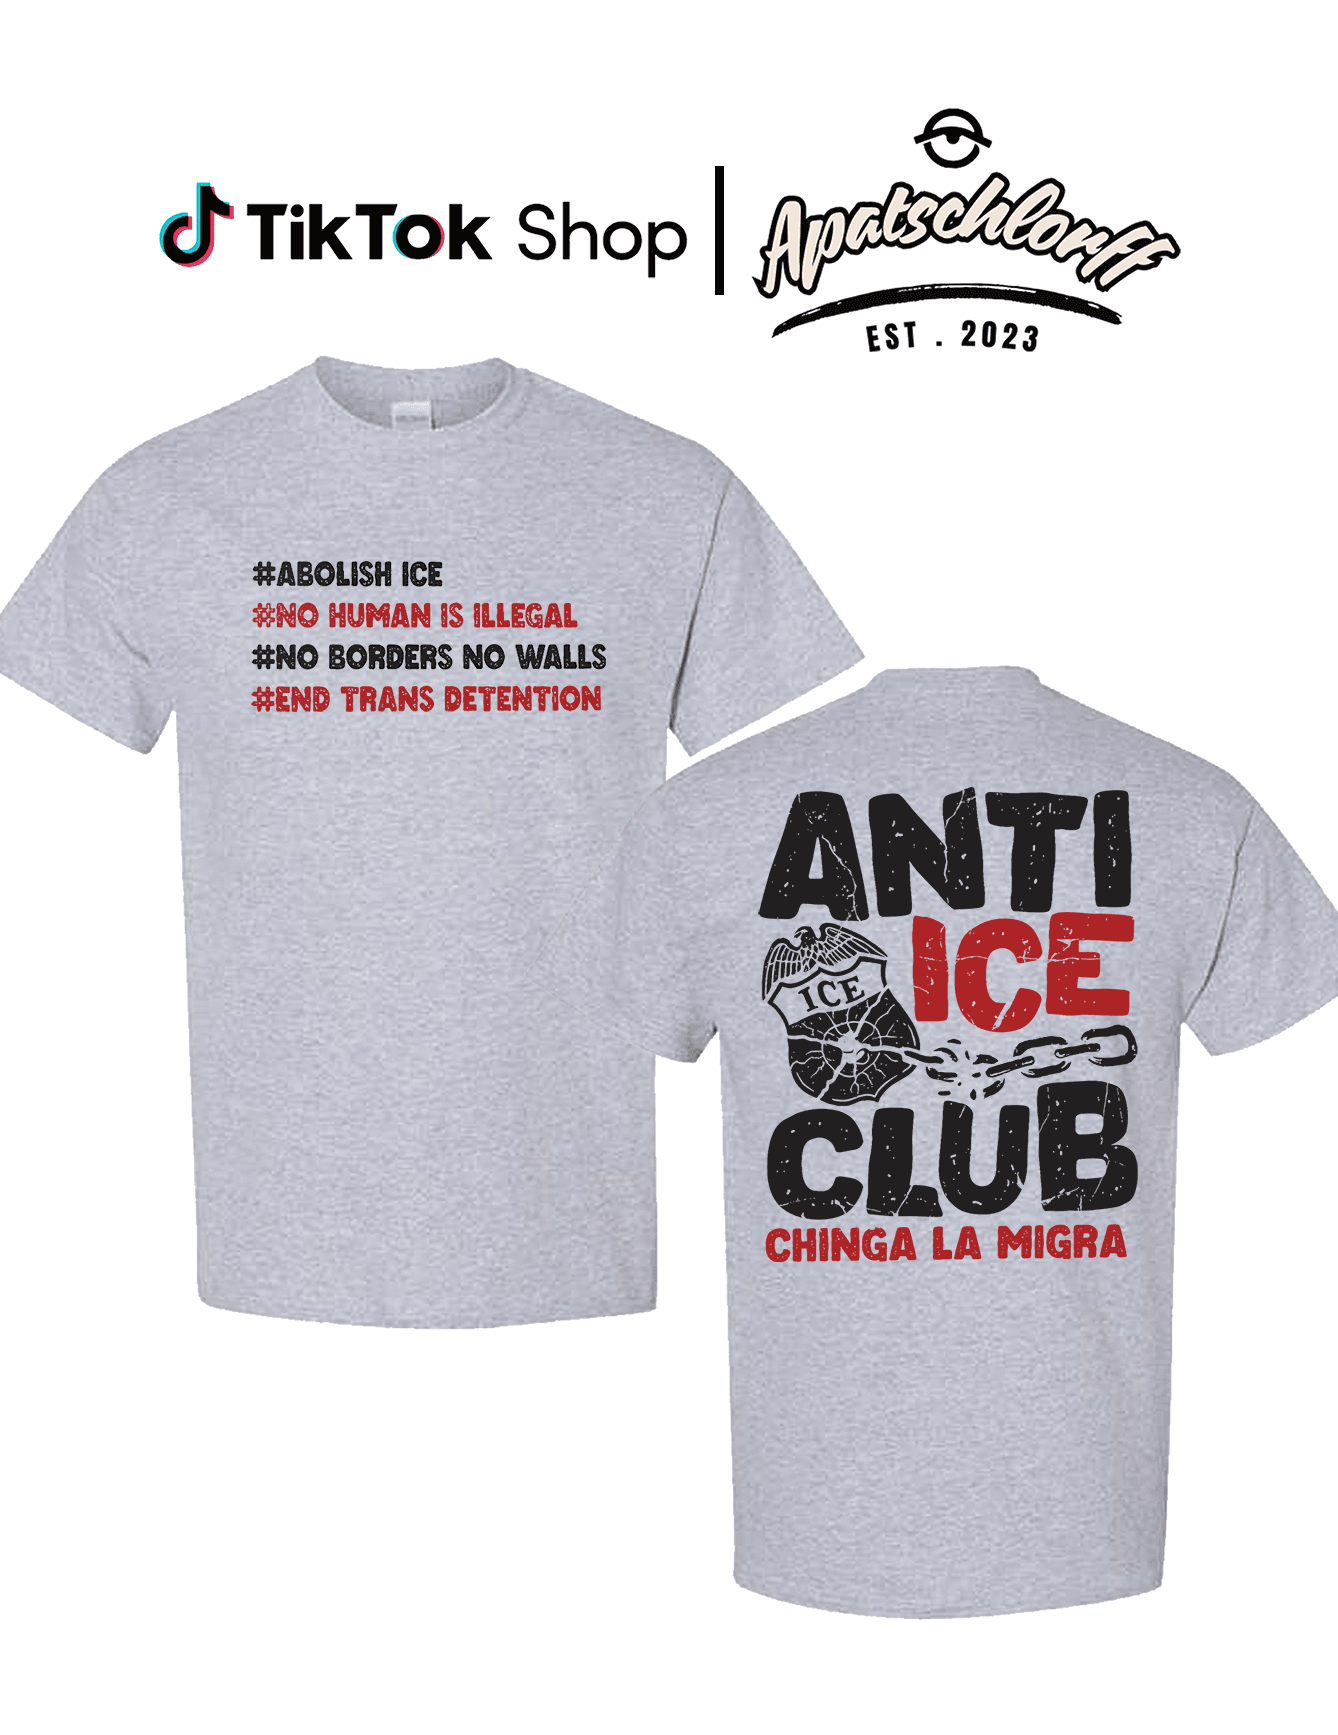 TikTok Shop
Apatschlorff
EST . 2023
#ABOLISH ICE
#NO HUMAN IS ILLEGAL
#NO BORDERS NO WALLS
#END TRANS DETENTION
ANTI
ICE
ICE
CLUB
CHINGA LA MIGRA